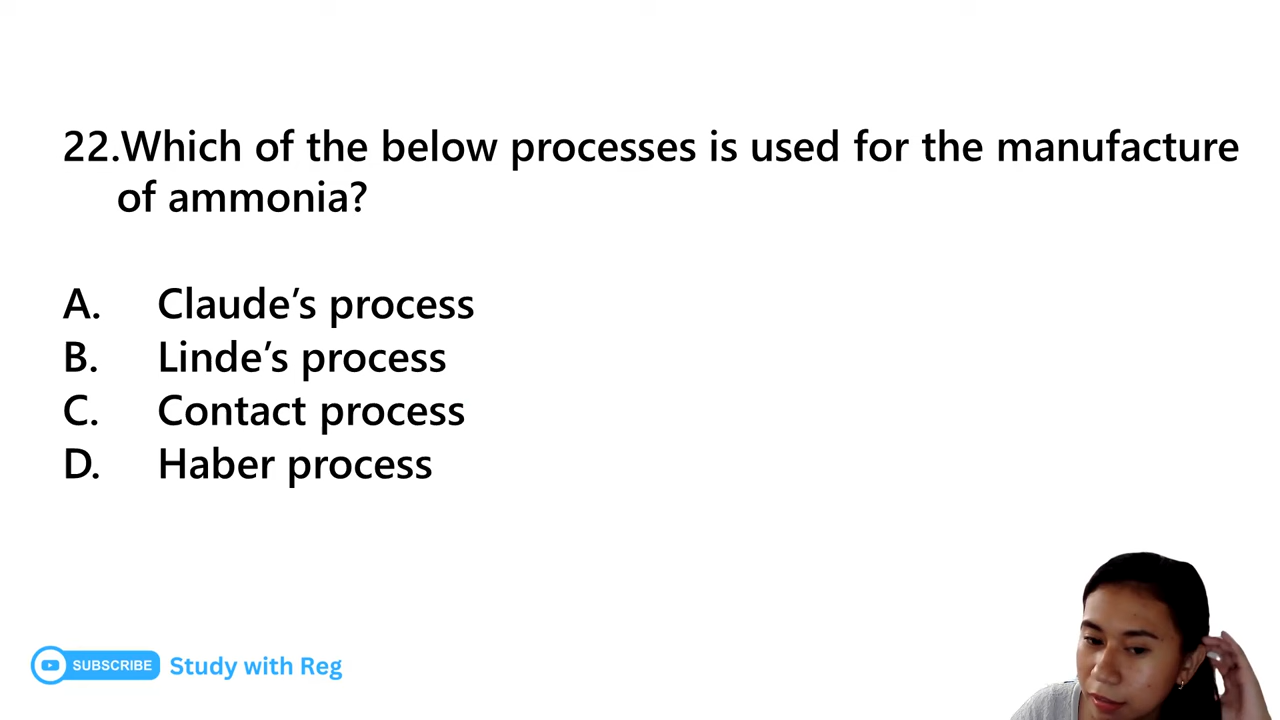 22.Which of the below processes is used for the manufacture
of ammonia?
A. Claude’s process
B. Linde’s process
C. Contact process
D. Haber process
SUBSCRIBE Study with Reg